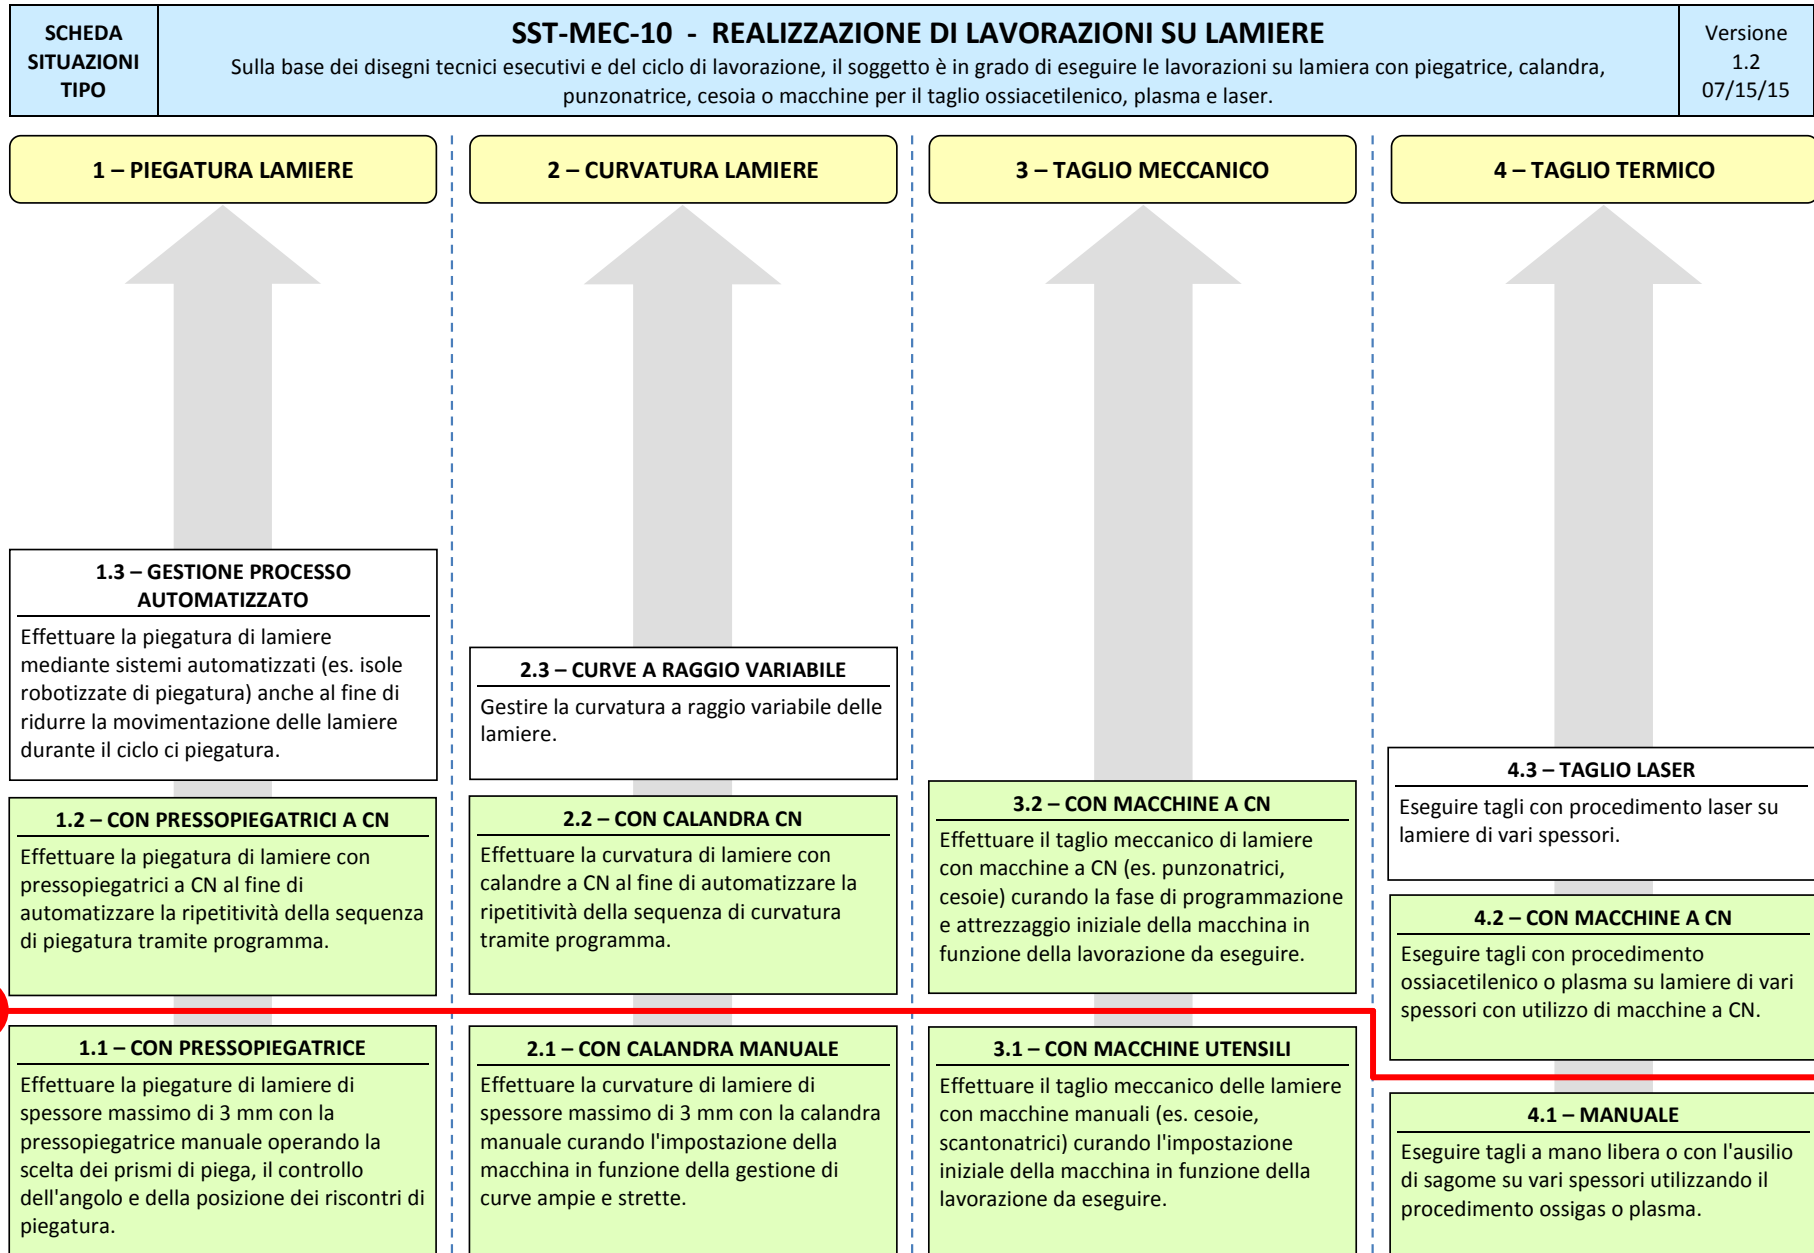 SCHEDA
SITUAZIONI
TIPO
SST-MEC-10 - REALIZZAZIONE DI LAVORAZIONI SU LAMIERE
Sulla base dei disegni tecnici esecutivi e del ciclo di lavorazione, il soggetto è in grado di eseguire le lavorazioni su lamiera con piegatrice, calandra,
punzonatrice, cesoia o macchine per il taglio ossiacetilenico, plasma e laser.
Versione
1.2
07/15/15
1 – PIEGATURA LAMIERE
1.3 – GESTIONE PROCESSO
AUTOMATIZZATO
Effettuare la piegatura di lamiere
mediante sistemi automatizzati (es. isole
robotizzate di piegatura) anche al fine di
ridurre la movimentazione delle lamiere
durante il ciclo ci piegatura.
1.2 – CON PRESSOPIEGATRICI A CN
Effettuare la piegatura di lamiere con
pressopiegatrici a CN al fine di
automatizzare la ripetitività della sequenza
di piegatura tramite programma.
1.1 – CON PRESSOPIEGATRICE
Effettuare la piegature di lamiere di
spessore massimo di 3 mm con la
pressopiegatrice manuale operando la
scelta dei prismi di piega, il controllo
dell'angolo e della posizione dei riscontri di
piegatura.
2 – CURVATURA LAMIERE
2.3 – CURVE A RAGGIO VARIABILE
Gestire la curvatura a raggio variabile delle
lamiere.
2.2 – CON CALANDRA CN
Effettuare la curvatura di lamiere con
calandre a CN al fine di automatizzare la
ripetitività della sequenza di curvatura
tramite programma.
2.1 – CON CALANDRA MANUALE
Effettuare la curvature di lamiere di
spessore massimo di 3 mm con la calandra
manuale curando l'impostazione della
macchina in funzione della gestione di
curve ampie e strette.
3 – TAGLIO MECCANICO
3.2 – CON MACCHINE A CN
Effettuare il taglio meccanico di lamiere
con macchine a CN (es. punzonatrici,
cesoie) curando la fase di programmazione
e attrezzaggio iniziale della macchina in
funzione della lavorazione da eseguire.
3.1 – CON MACCHINE UTENSILI
Effettuare il taglio meccanico delle lamiere
con macchine manuali (es. cesoie,
scantonatrici) curando l'impostazione
iniziale della macchina in funzione della
lavorazione da eseguire.
4 – TAGLIO TERMICO
4.3 – TAGLIO LASER
Eseguire tagli con procedimento laser su
lamiere di vari spessori.
4.2 – CON MACCHINE A CN
Eseguire tagli con procedimento
ossiacetilenico o plasma su lamiere di vari
spessori con utilizzo di macchine a CN.
4.1 – MANUALE
Eseguire tagli a mano libera o con l'ausilio
di sagome su vari spessori utilizzando il
procedimento ossigas o plasma.